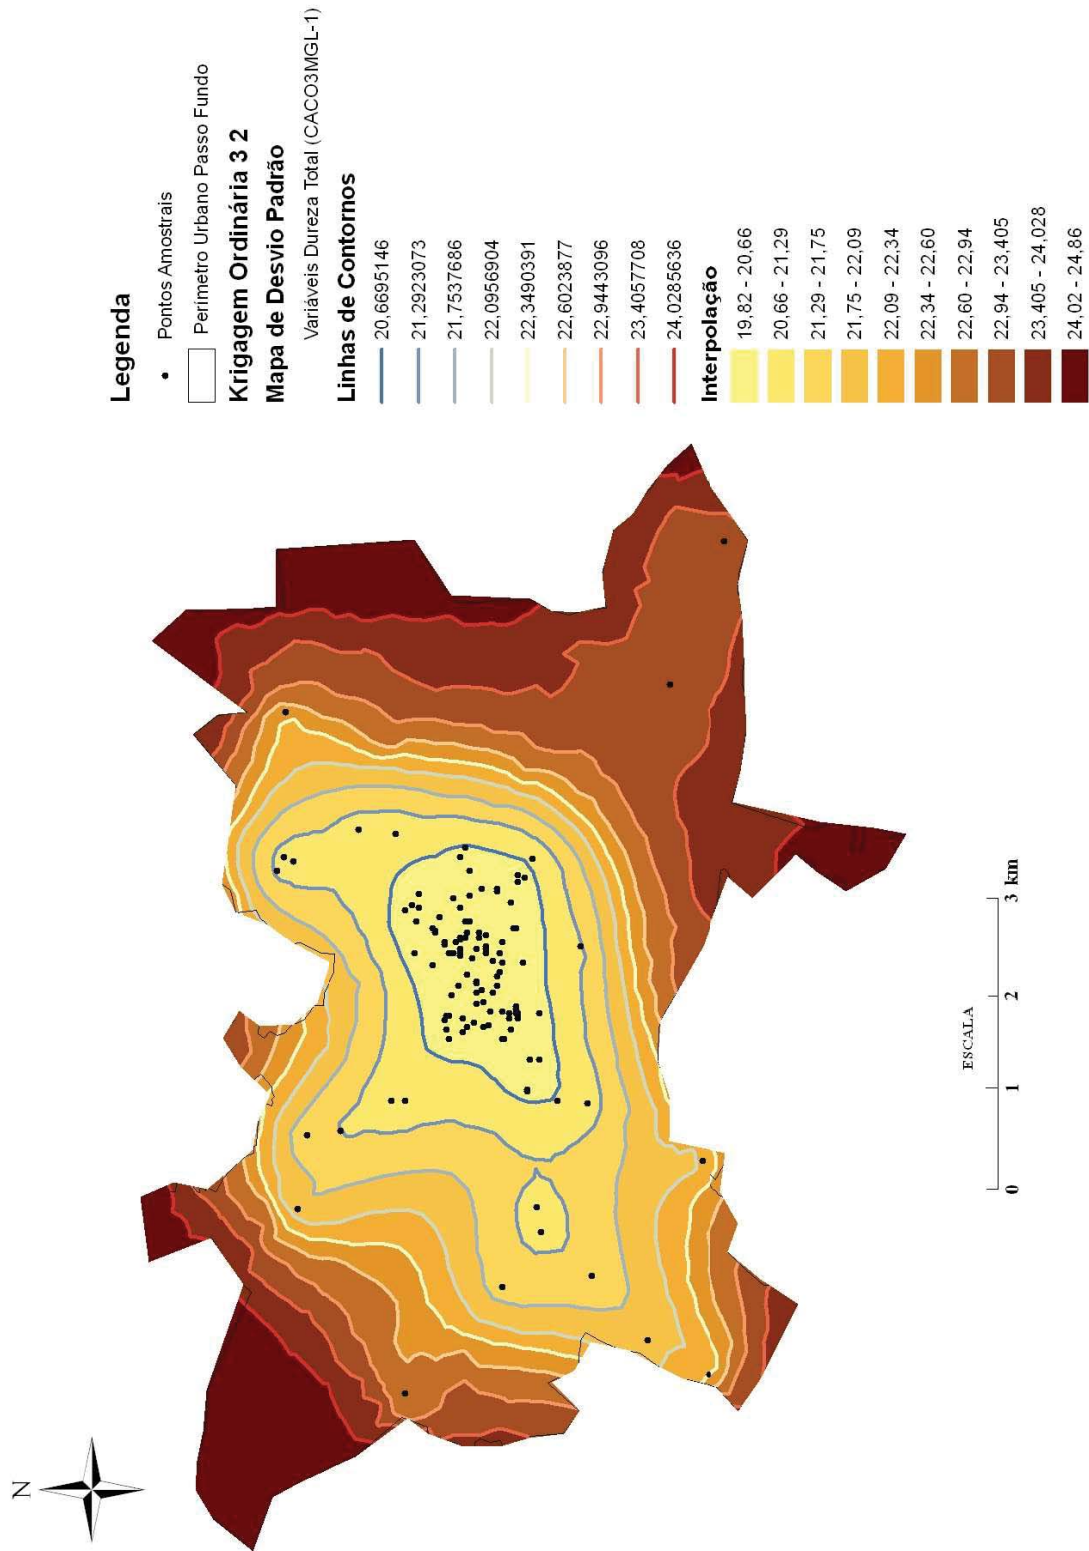 N
Legenda
Pontos Amostrais
Perímetro Urbano Passo Fundo
Krigagem Ordinária 3 2
Mapa de Desvio Padrão
Variáveis Dureza Total (CACO3MGL-1)
Linhas de Contornos
20,6695146
21,2923073
21,7537686
22,0956904
22,3490391
22,6023877
22,9443096
23,4057708
24,0285636
Interpolação
19,82 - 20,66
20,66 - 21,29
21,29 - 21,75
21,75 - 22,09
22,09 - 22,34
22,34 - 22,60
22,60 - 22,94
22,94 - 23,405
23,405 - 24,028
24,02 - 24,86
ESCALA
0 1 2 3 km